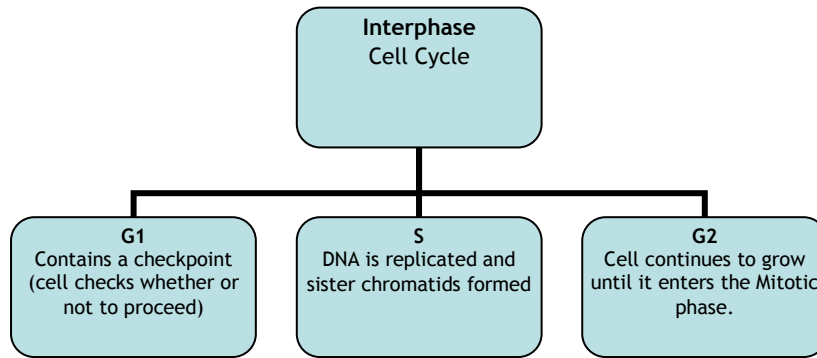 Interphase
Cell Cycle
G1
Contains a checkpoint
(cell checks whether or
not to proceed)
S
DNA is replicated and
sister chromatids formed
G2
Cell continues to grow
until it enters the Mitotic
phase.